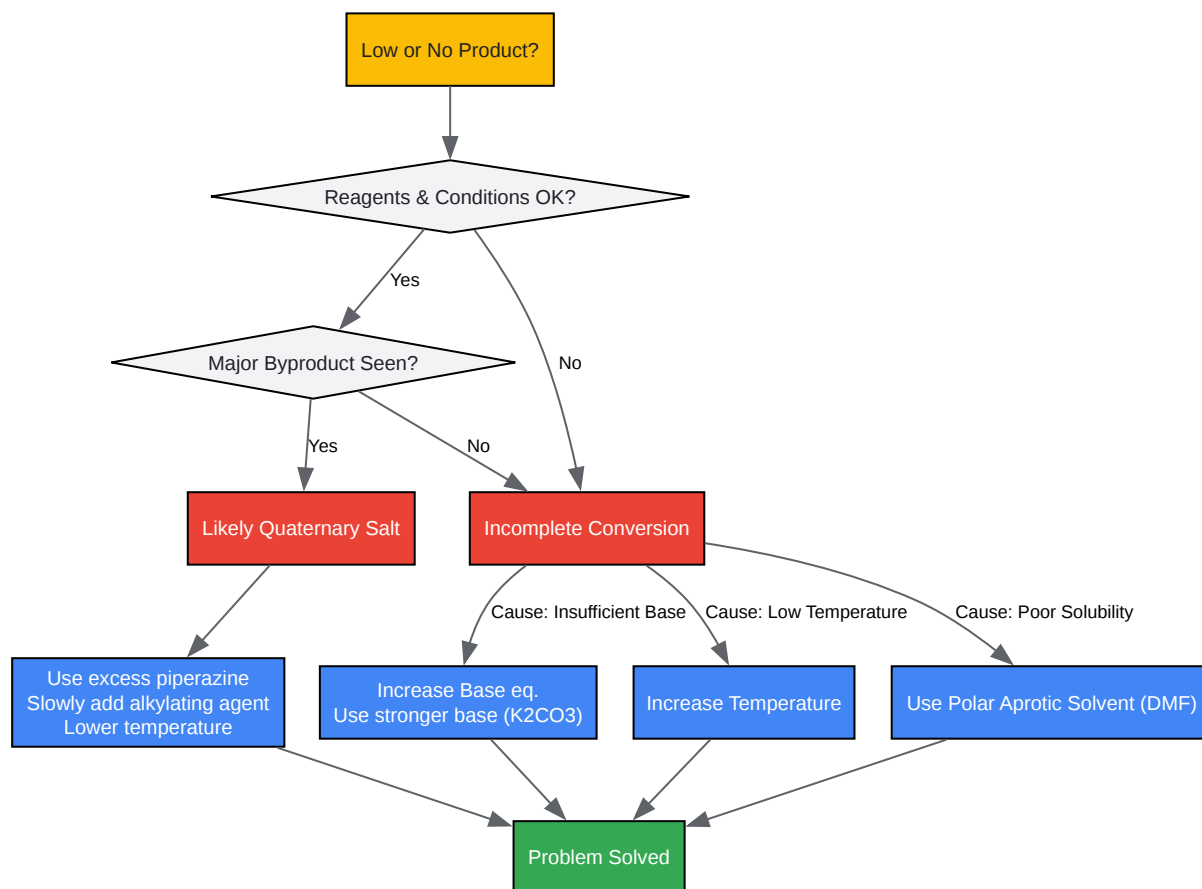 Low or No Product?
Reagents & Conditions OK?
Yes
No
Major Byproduct Seen?
Yes
No
Likely Quaternary Salt
Incomplete Conversion
Cause: Insufficient Base
Cause: Low Temperature
Cause: Poor Solubility
Use excess piperazine
Slowly add alkylating agent
Lower temperature
Increase Base eq.
Use stronger base (K2CO3)
Increase Temperature
Use Polar Aprotic Solvent (DMF)
Problem Solved